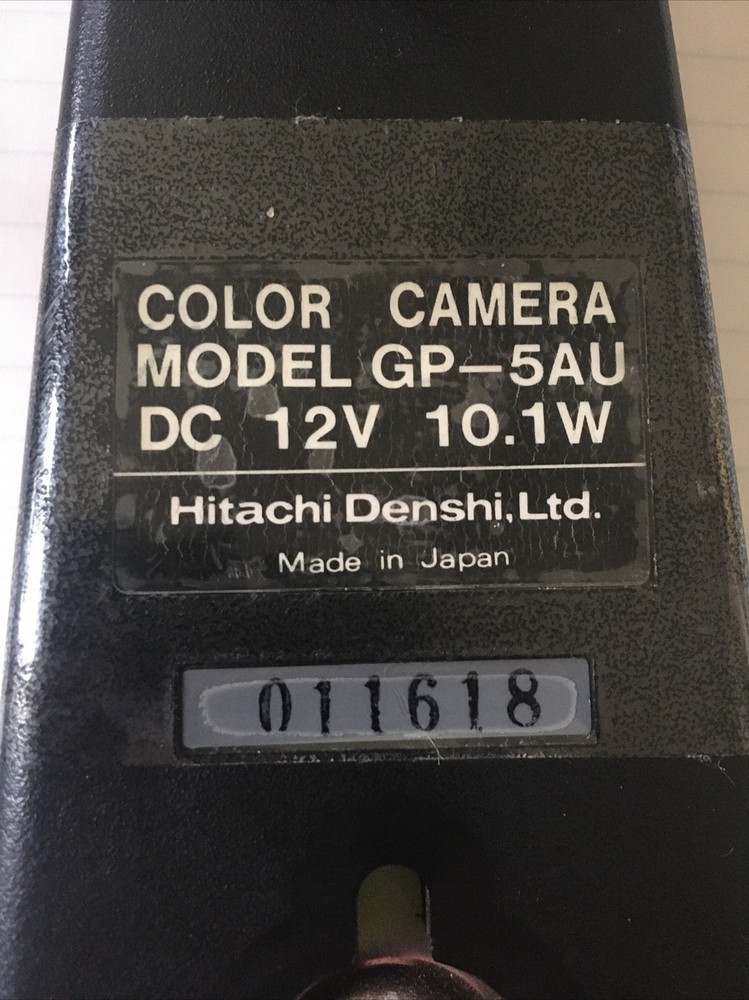 COLOR CAMERA
MODEL GP-5AU
DC 12V 10.1W
Hitachi Denshi,Ltd.
Made in Japan
011618